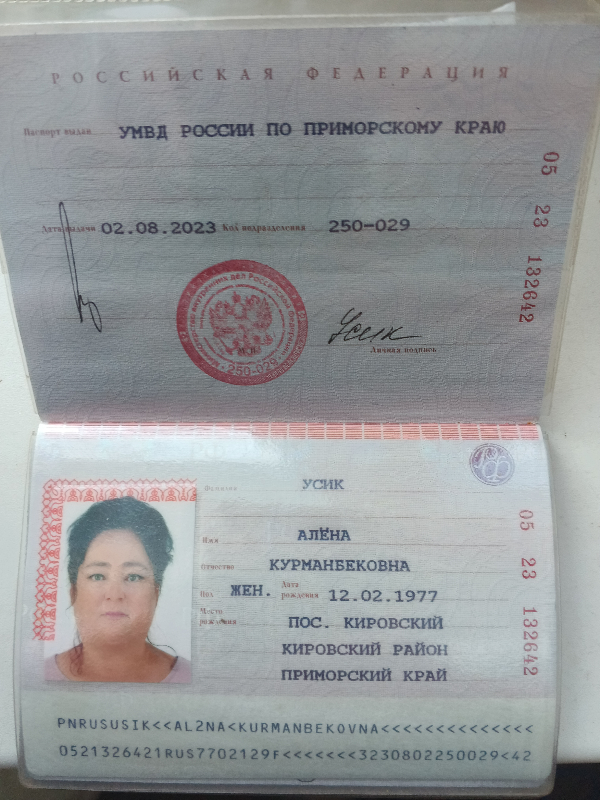 РОССИЙСКАЯ ФЕДЕРАЦИЯ
Паспорт выдан УМВД РОССИИ ПО ПРИМОРСКОМУ КРАЮ
Дата выдачи 02.08.2023 Код подразделения 250-029
05 23 132642
250-029
Усик
Личная подпись
Фамилия УСИК
Имя АЛЁНА
Отчество КУРМАНБЕКОВНА
Пол ЖЕН. Дата рождения 12.02.1977
Место рождения ПОС. КИРОВСКИЙ
КИРОВСКИЙ РАЙОН
ПРИМОРСКИЙ КРАЙ
05 23 132642
PNRUSUSIK<<AL2NA<KURMANBEKOVNA<<<<<<<<<<<<<<
0521326421RUS7702129F<<<<<<<3230802250029<42